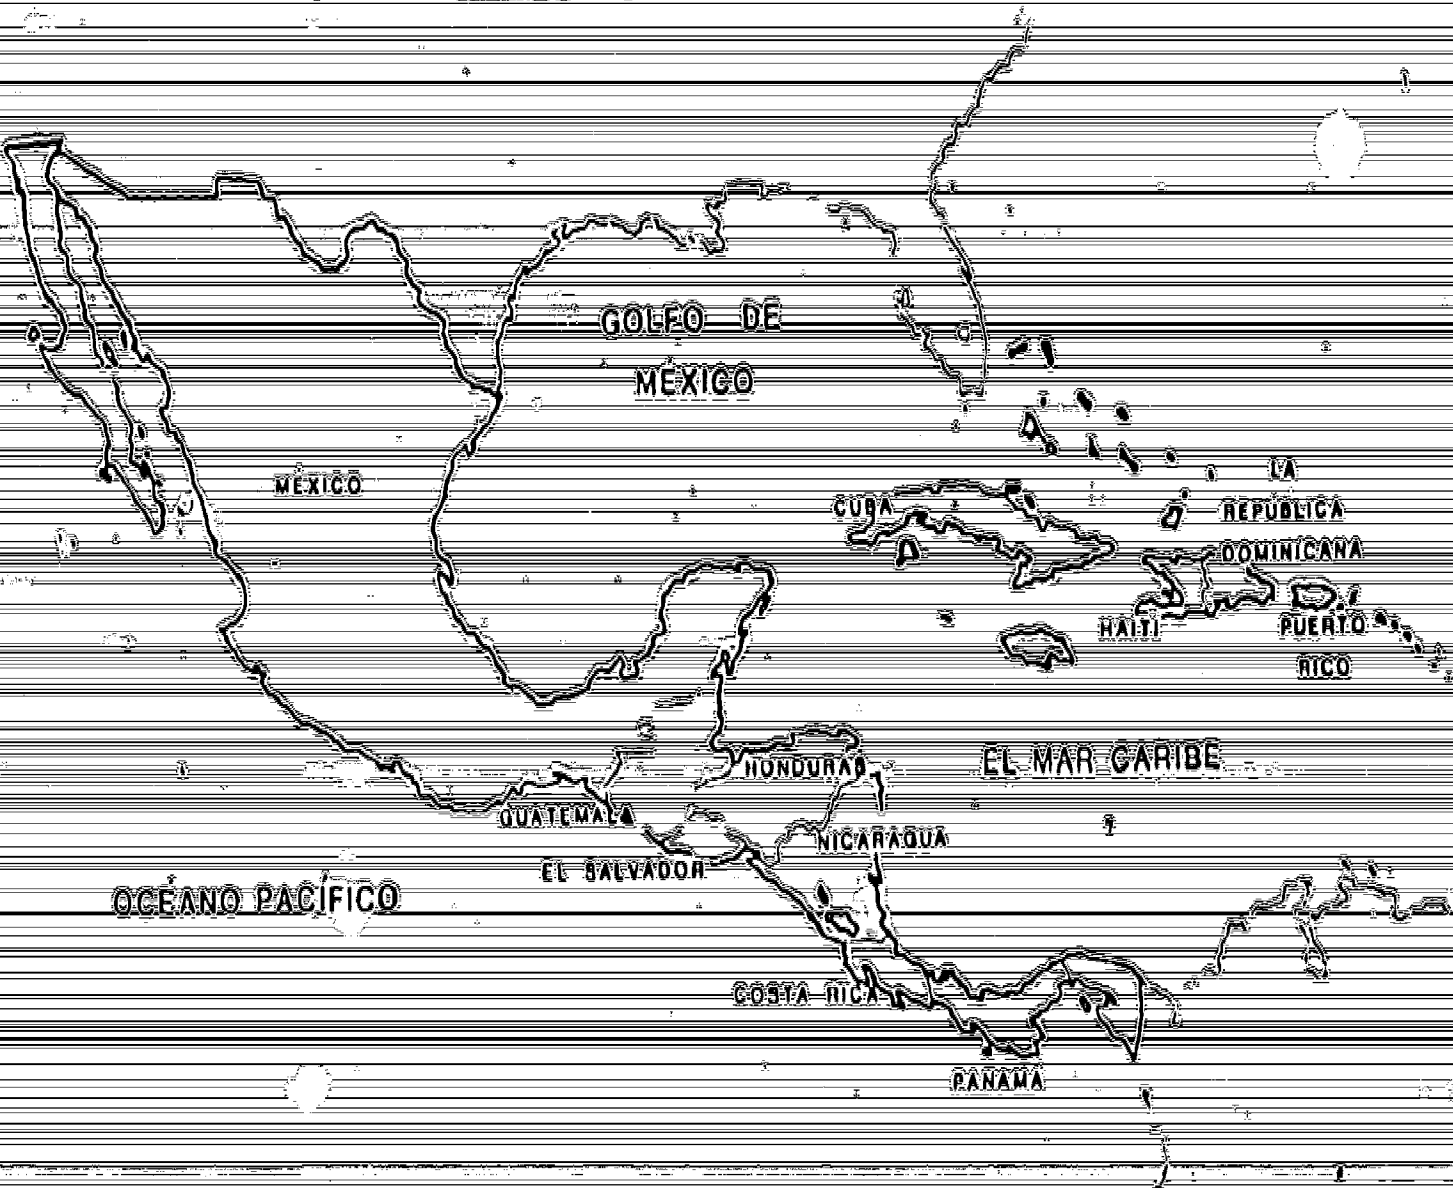 GOLFO DE
MÉXICO
MÉXICO
CUBA
LA
REPÚBLICA
DOMINICANA
HAITÍ
PUERTO
RICO
HONDURAS
EL MAR CARIBE
GUATEMALA
NICARAGUA
EL SALVADOR
OCÉANO PACÍFICO
COSTA RICA
PANAMÁ